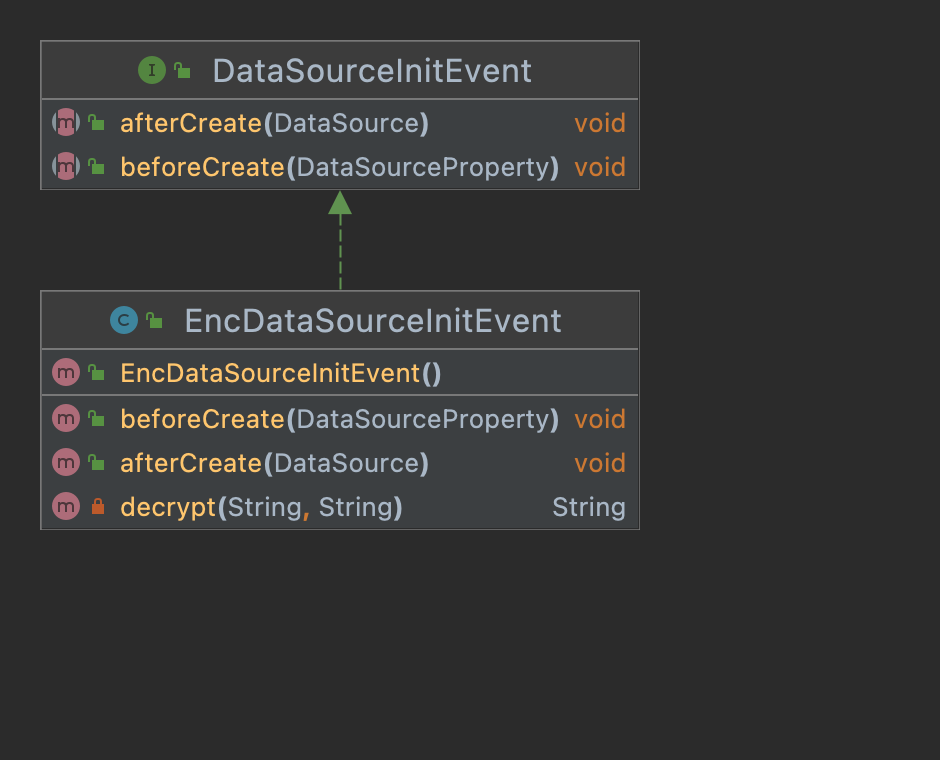 I DataSourceInitEvent
m afterCreate(DataSource) void
m beforeCreate(DataSourceProperty) void
C EncDataSourceInitEvent
m EncDataSourceInitEvent()
m beforeCreate(DataSourceProperty) void
m afterCreate(DataSource) void
m decrypt(String, String) String